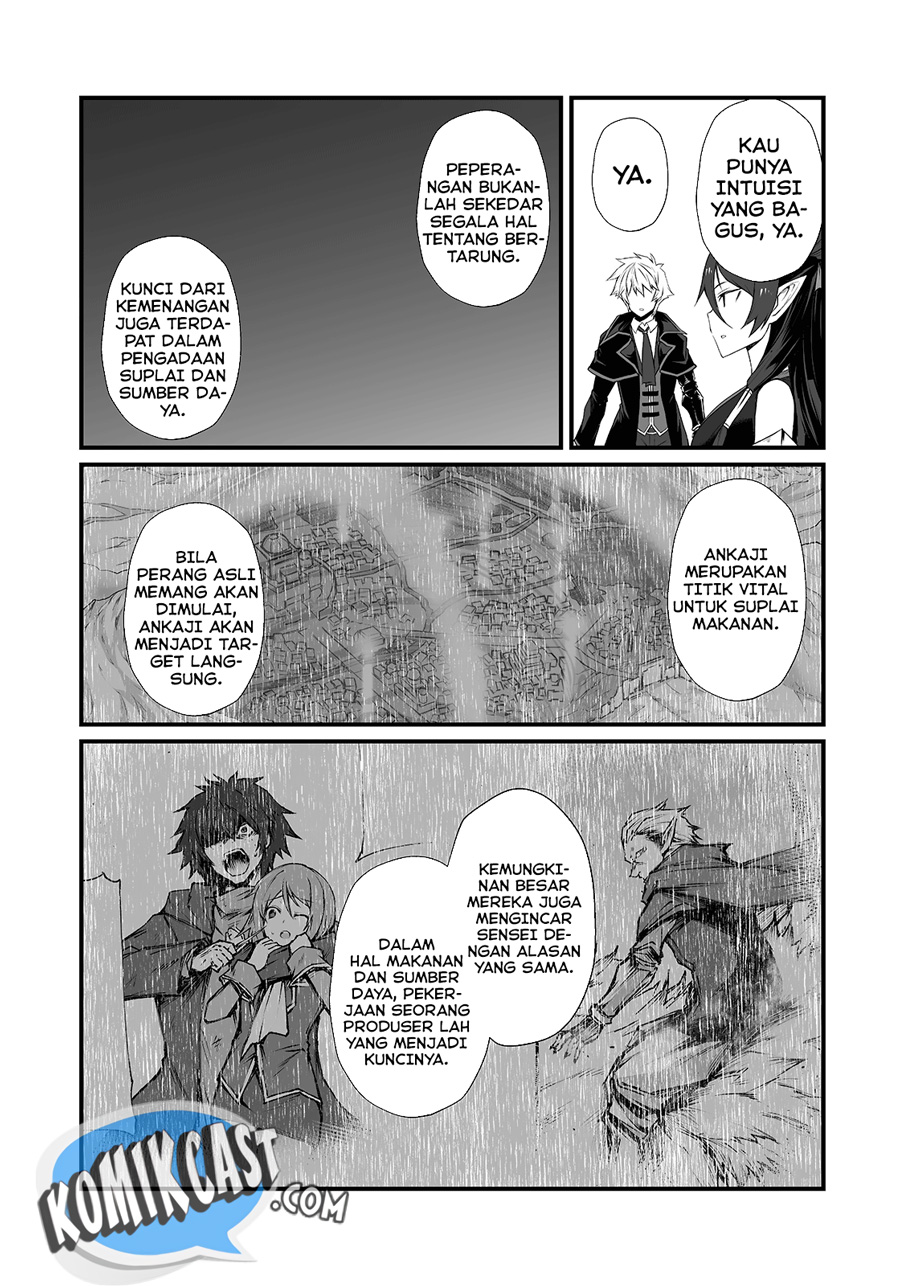 KAU
PUNYA
INTUISI
YANG BA-
GUS, YA.
YA.
PEPERA-
NGAN BUKAN-
LAH SEKEDAR
SEGALA HAL
TENTANG BER-
TARUNG.
KUNCI DARI
KEMENANGAN
JUGA TERDA-
PAT DALAM
PENGADAAN
SUPLAI DAN
SUMBER DA-
YA.
ANKAJI
MERUPAKAN
TITIK VITAL
UNTUK SUPLAI
MAKANAN.
BILA
PERANG ASLI
MEMANG AKAN
DIMULAI,
ANKAJI AKAN
MENJADI TAR-
GET LANG-
SUNG.
KEMUNGKI-
NAN BESAR
MEREKA JUGA
MENGINCAR
SENSEI DE-
NGAN ALASAN
YANG SAMA.
DALAM
HAL MAKANAN
DAN SUMBER
DAYA, PEKER-
JAAN SEORANG
PRODUSER LAH
YANG MENJADI
KUNCINYA.
KOMIKCAST
.COM